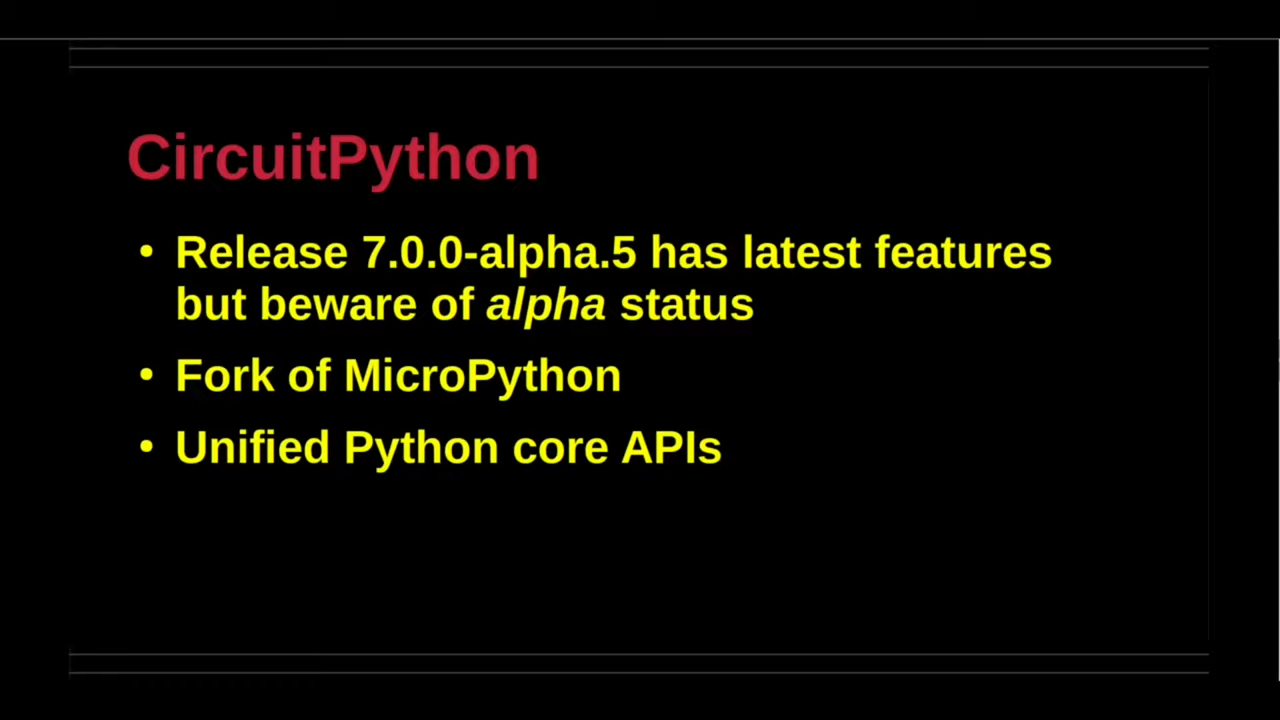 CircuitPython
• Release 7.0.0-alpha.5 has latest features
but beware of alpha status
• Fork of MicroPython
• Unified Python core APIs